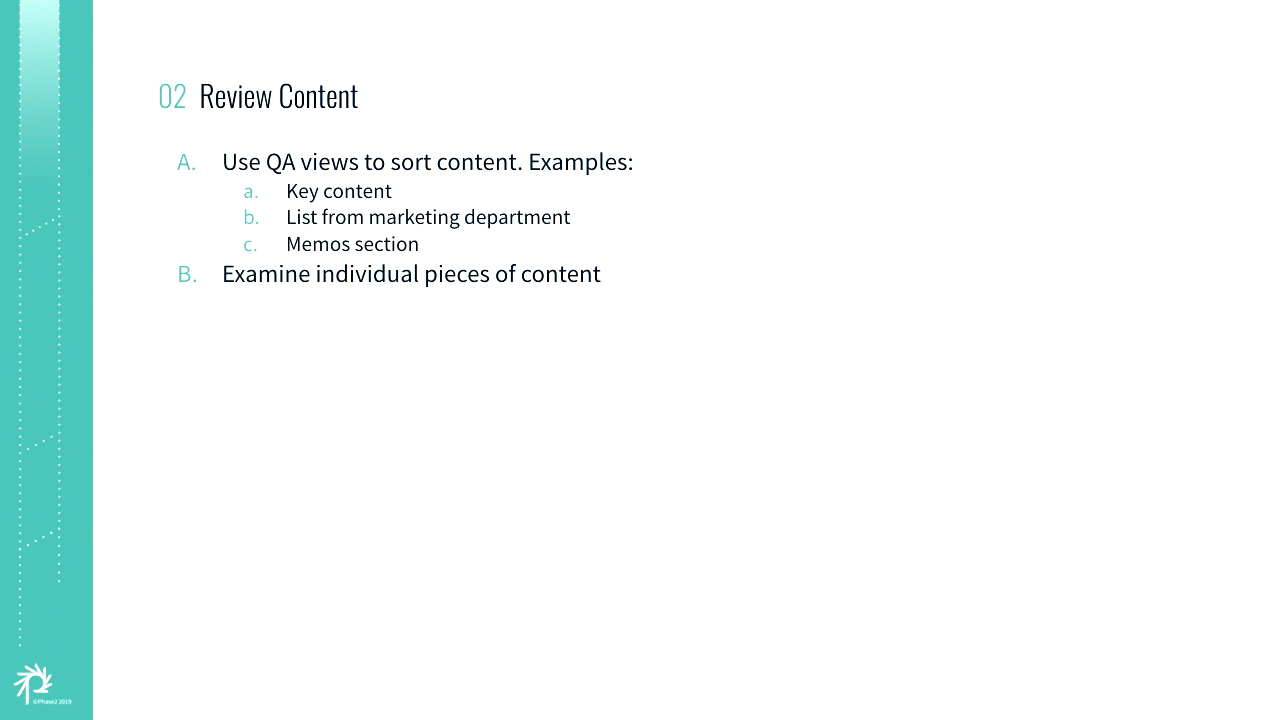 02 Review Content
A. Use QA views to sort content. Examples:
a. Key content
b. List from marketing department
c. Memos section
B. Examine individual pieces of content
©Phase2 2019